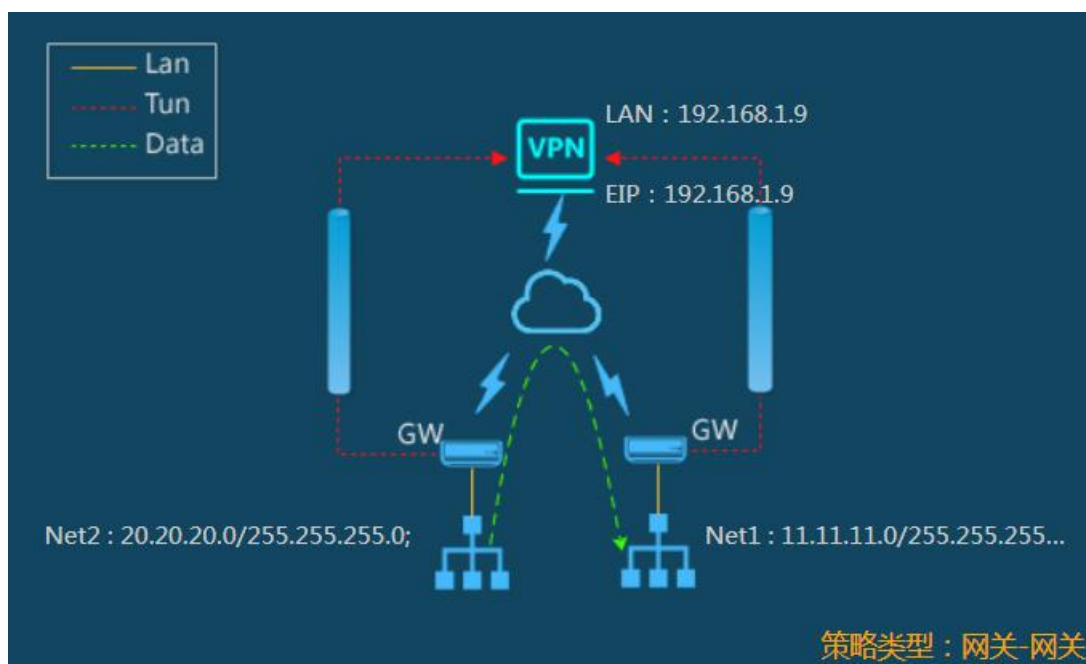 Lan
Tun
Data
LAN : 192.168.1.9
VPN
EIP : 192.168.1.9
GW
GW
Net2 : 20.20.20.0/255.255.255.0;
Net1 : 11.11.11.0/255.255.255...
策略类型：网关-网关